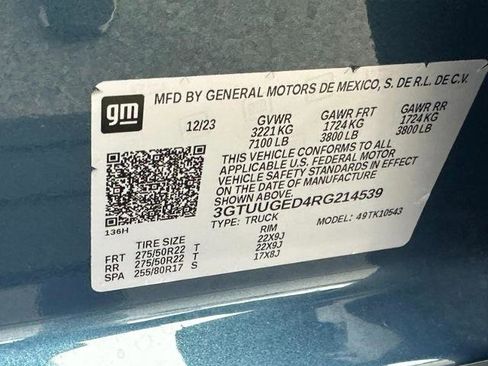 gm
MFD BY GENERAL MOTORS DE MEXICO, S. DE R.L. DE C.V.
12/23 GVWR GAWR FRT GAWR RR
3221 KG 1724 KG 1724 KG
7100 LB 3800 LB 3800 LB
THIS VEHICLE CONFORMS TO ALL
APPLICABLE U.S. FEDERAL MOTOR
VEHICLE SAFETY STANDARDS IN EFFECT
ON THE DATE OF MANUFACTURE SHOWN ABOVE.
3GTUUGED4RG214539
TYPE: TRUCK MODEL: 49TK10543
136H
TIRE SIZE RIM
FRT 275/50R22 T 22X9J
RR 275/50R22 T 22X9J
SPA 255/80R17 S 17X8J